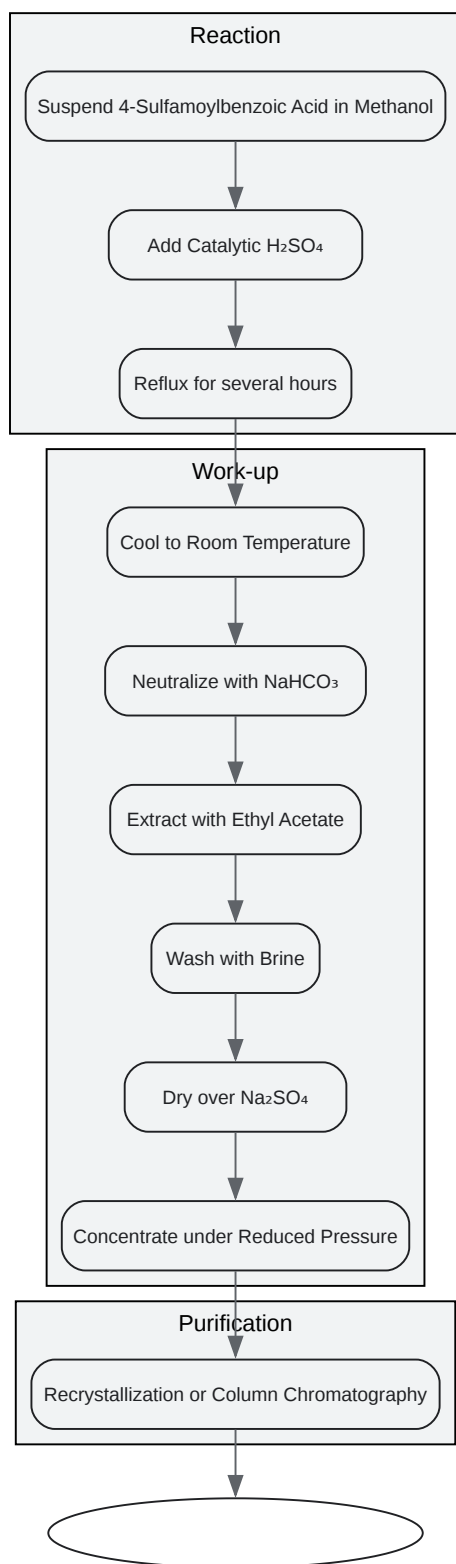 Reaction
Suspend 4-Sulfamoylbenzoic Acid in Methanol
Add Catalytic H₂SO₄
Reflux for several hours
Work-up
Cool to Room Temperature
Neutralize with NaHCO₃
Extract with Ethyl Acetate
Wash with Brine
Dry over Na₂SO₄
Concentrate under Reduced Pressure
Purification
Recrystallization or Column Chromatography